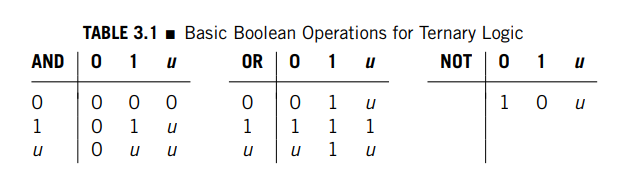 TABLE 3.1 ■ Basic Boolean Operations for Ternary Logic
AND 0 1 u OR 0 1 u NOT 0 1 u
0 0 0 0 0 0 1 u 1 0 u
1 0 1 u 1 1 1 1
u 0 u u u u 1 u